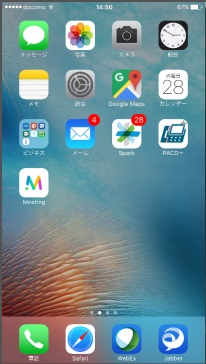 docomo 14:50 67%
メッセージ 写真 カメラ 時計
メモ 設定 Google Maps カレンダー
水曜日
28
ビジネス メール Spark PACD+
4
28
Meeting
電話 Safari WebEx Jabber